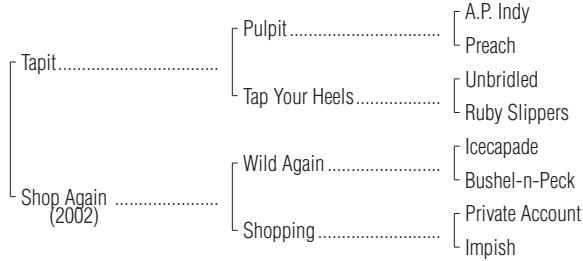 A.P. Indy
Pulpit
Preach
Tapit
Unbridled
Tap Your Heels
Ruby Slippers
Icecapade
Wild Again
Bushel-n-Peck
Shop Again
(2002)
Private Account
Shopping
Impish